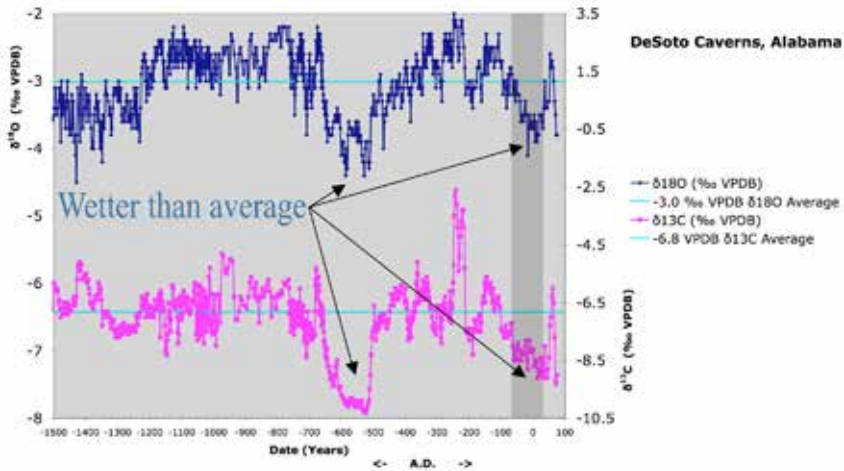 DeSoto Caverns, Alabama
-2
-3
-4
-5
-6
-7
-8
δ¹⁸O (‰ VPDB)
3.5
1.5
-0.5
-2.5
-4.5
-6.5
-8.5
-10.5
δ¹³C (‰ VPDB)
Wetter than average
δ18O (‰ VPDB)
-3.0 ‰ VPDB δ18O Average
δ13C (‰ VPDB)
-6.8 VPDB δ13C Average
-1500 -1400 -1300 -1200 -1100 -1000 -900 -800 -700 -600 -500 -400 -300 -200 -100 0 100
Date (Years)
<- A.D. ->